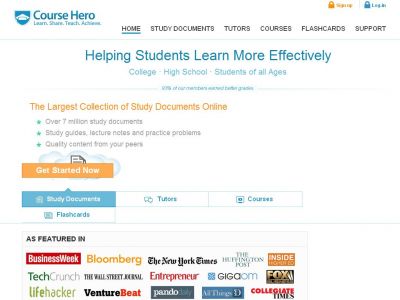 Course Hero
Learn. Share. Teach. Achieve.
Sign up
Log in
HOME STUDY DOCUMENTS TUTORS COURSES FLASHCARDS SUPPORT
Helping Students Learn More Effectively
College · High School · Students of all Ages
93% of our members earned better grades
The Largest Collection of Study Documents Online
Over 7 million study documents
Study guides, lecture notes and practice problems
Quality content from your peers
Get Started Now
Study Documents
Tutors
Courses
Flashcards
AS FEATURED IN
BusinessWeek Bloomberg The New York Times THE HUFFINGTON POST INSIDE HIGHER ED
TechCrunch THE WALL STREET JOURNAL Entrepreneur GIGAOM FOX
lifehacker VentureBeat pandodaily All Things D COLLEGIATE TIMES